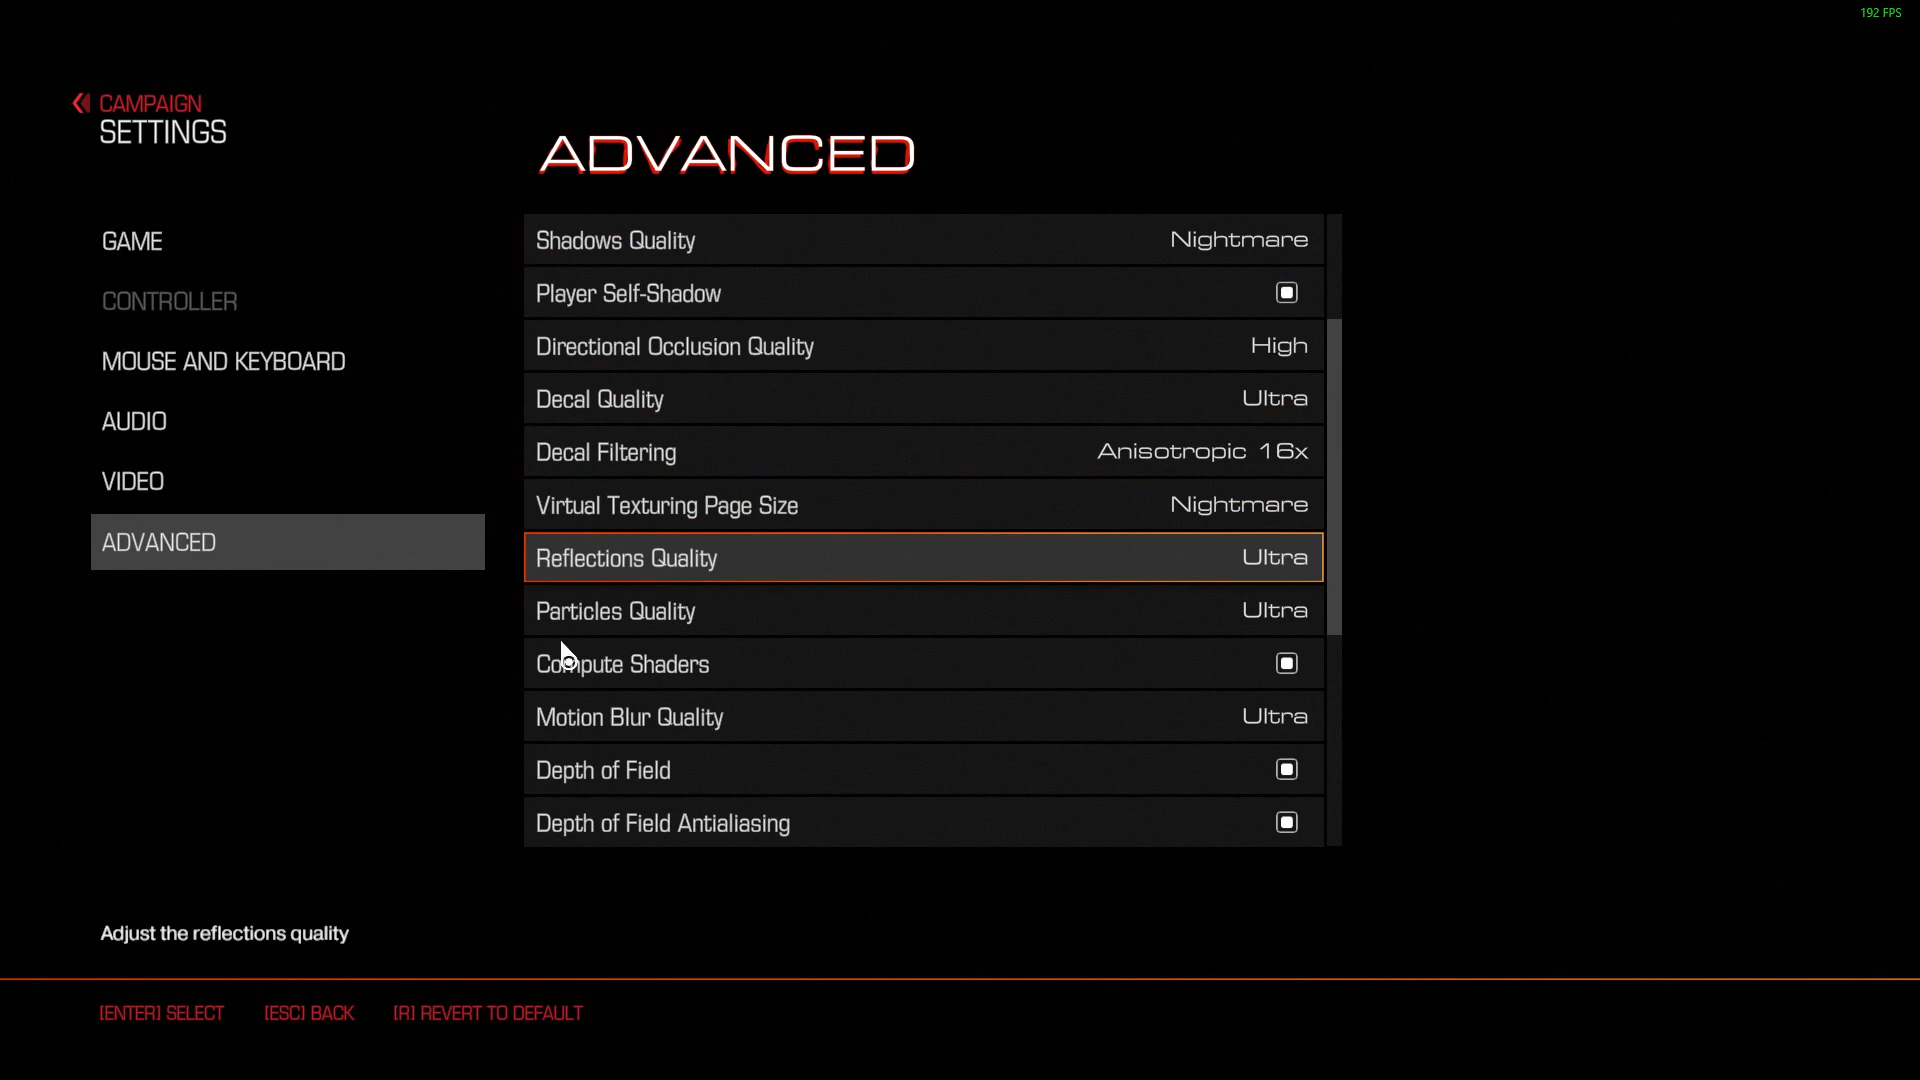 192 FPS
CAMPAIGN
SETTINGS
ADVANCED
GAME
CONTROLLER
MOUSE AND KEYBOARD
AUDIO
VIDEO
ADVANCED
Shadows Quality Nightmare
Player Self-Shadow
Directional Occlusion Quality High
Decal Quality Ultra
Decal Filtering Anisotropic 16x
Virtual Texturing Page Size Nightmare
Reflections Quality Ultra
Particles Quality Ultra
Compute Shaders
Motion Blur Quality Ultra
Depth of Field
Depth of Field Antialiasing
Adjust the reflections quality
[ENTER] SELECT [ESC] BACK [R] REVERT TO DEFAULT